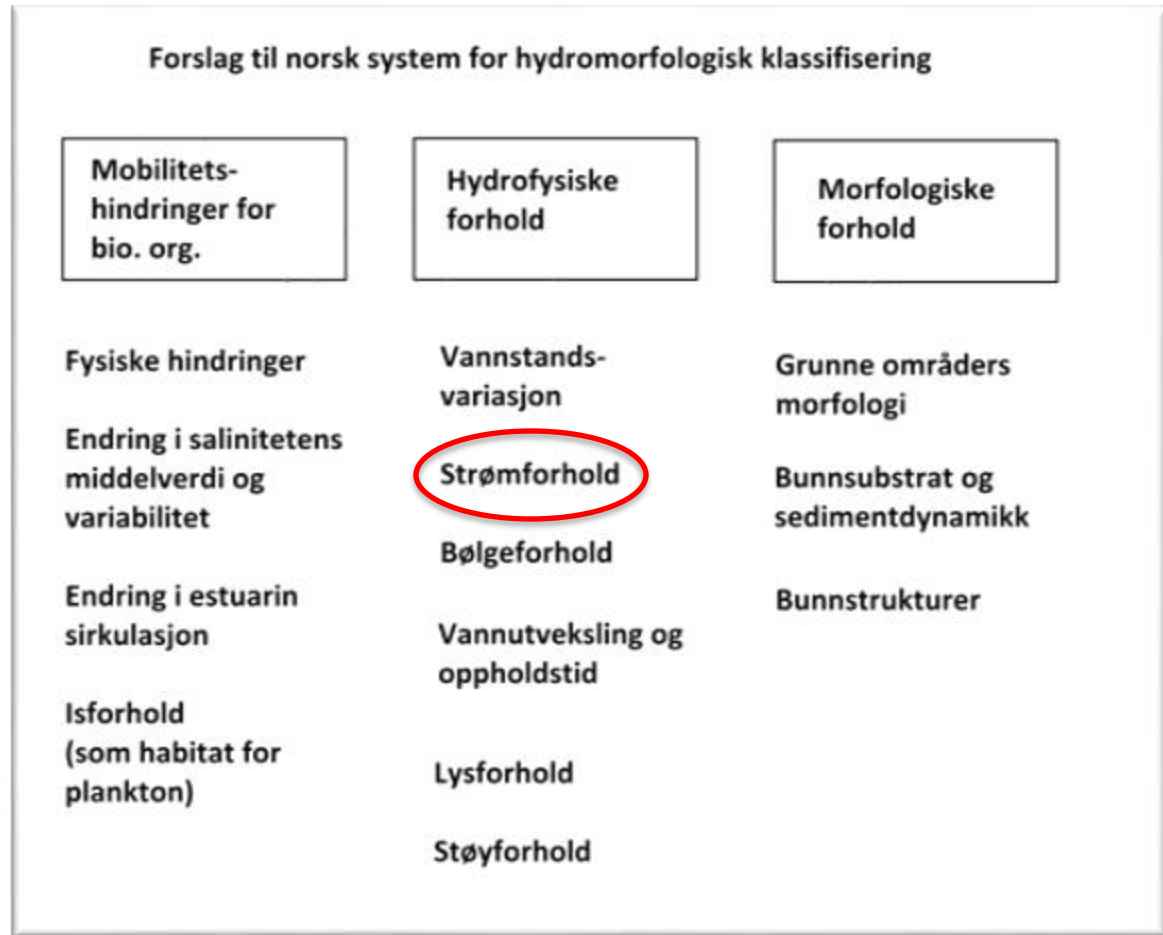 Forslag til norsk system for hydromorfologisk klassifisering
Mobilitets-
hindringer for
bio. org.
Fysiske hindringer
Endring i salinitetens
middelverdi og
variabilitet
Endring i estuarin
sirkulasjon
Isforhold
(som habitat for
plankton)
Hydrofysiske
forhold
Vannstands-
variasjon
Strømforhold
Bølgeforhold
Vannutveksling og
oppholdstid
Lysforhold
Støyforhold
Morfologiske
forhold
Grunne områders
morfologi
Bunnsubstrat og
sedimentdynamikk
Bunnstrukturer